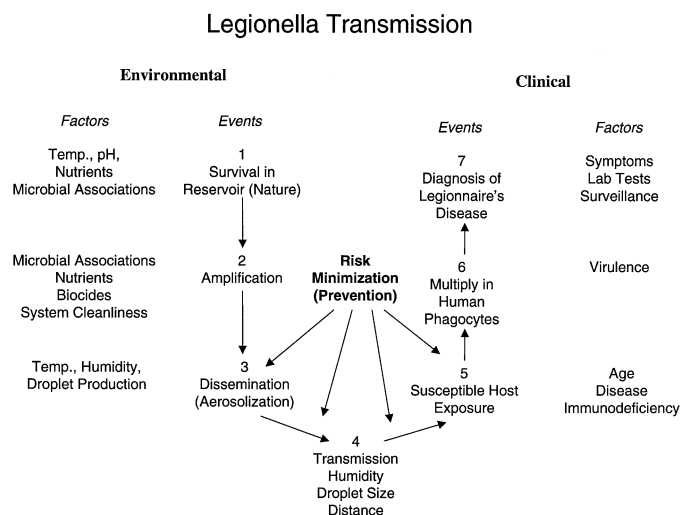 Legionella Transmission
Environmental
Clinical
Factors
Events
Events
Factors
1
Survival in
Reservoir (Nature)
Temp., pH,
Nutrients
Microbial Associations
7
Diagnosis of
Legionnaire's
Disease
Symptoms
Lab Tests
Surveillance
Microbial Associations
Nutrients
Biocides
System Cleanliness
2
Amplification
Risk
Minimization
(Prevention)
6
Multiply in
Human
Phagocytes
Virulence
Temp., Humidity,
Droplet Production
3
Dissemination
(Aerosolization)
5
Susceptible Host
Exposure
Age
Disease
Immunodeficiency
4
Transmission
Humidity
Droplet Size
Distance